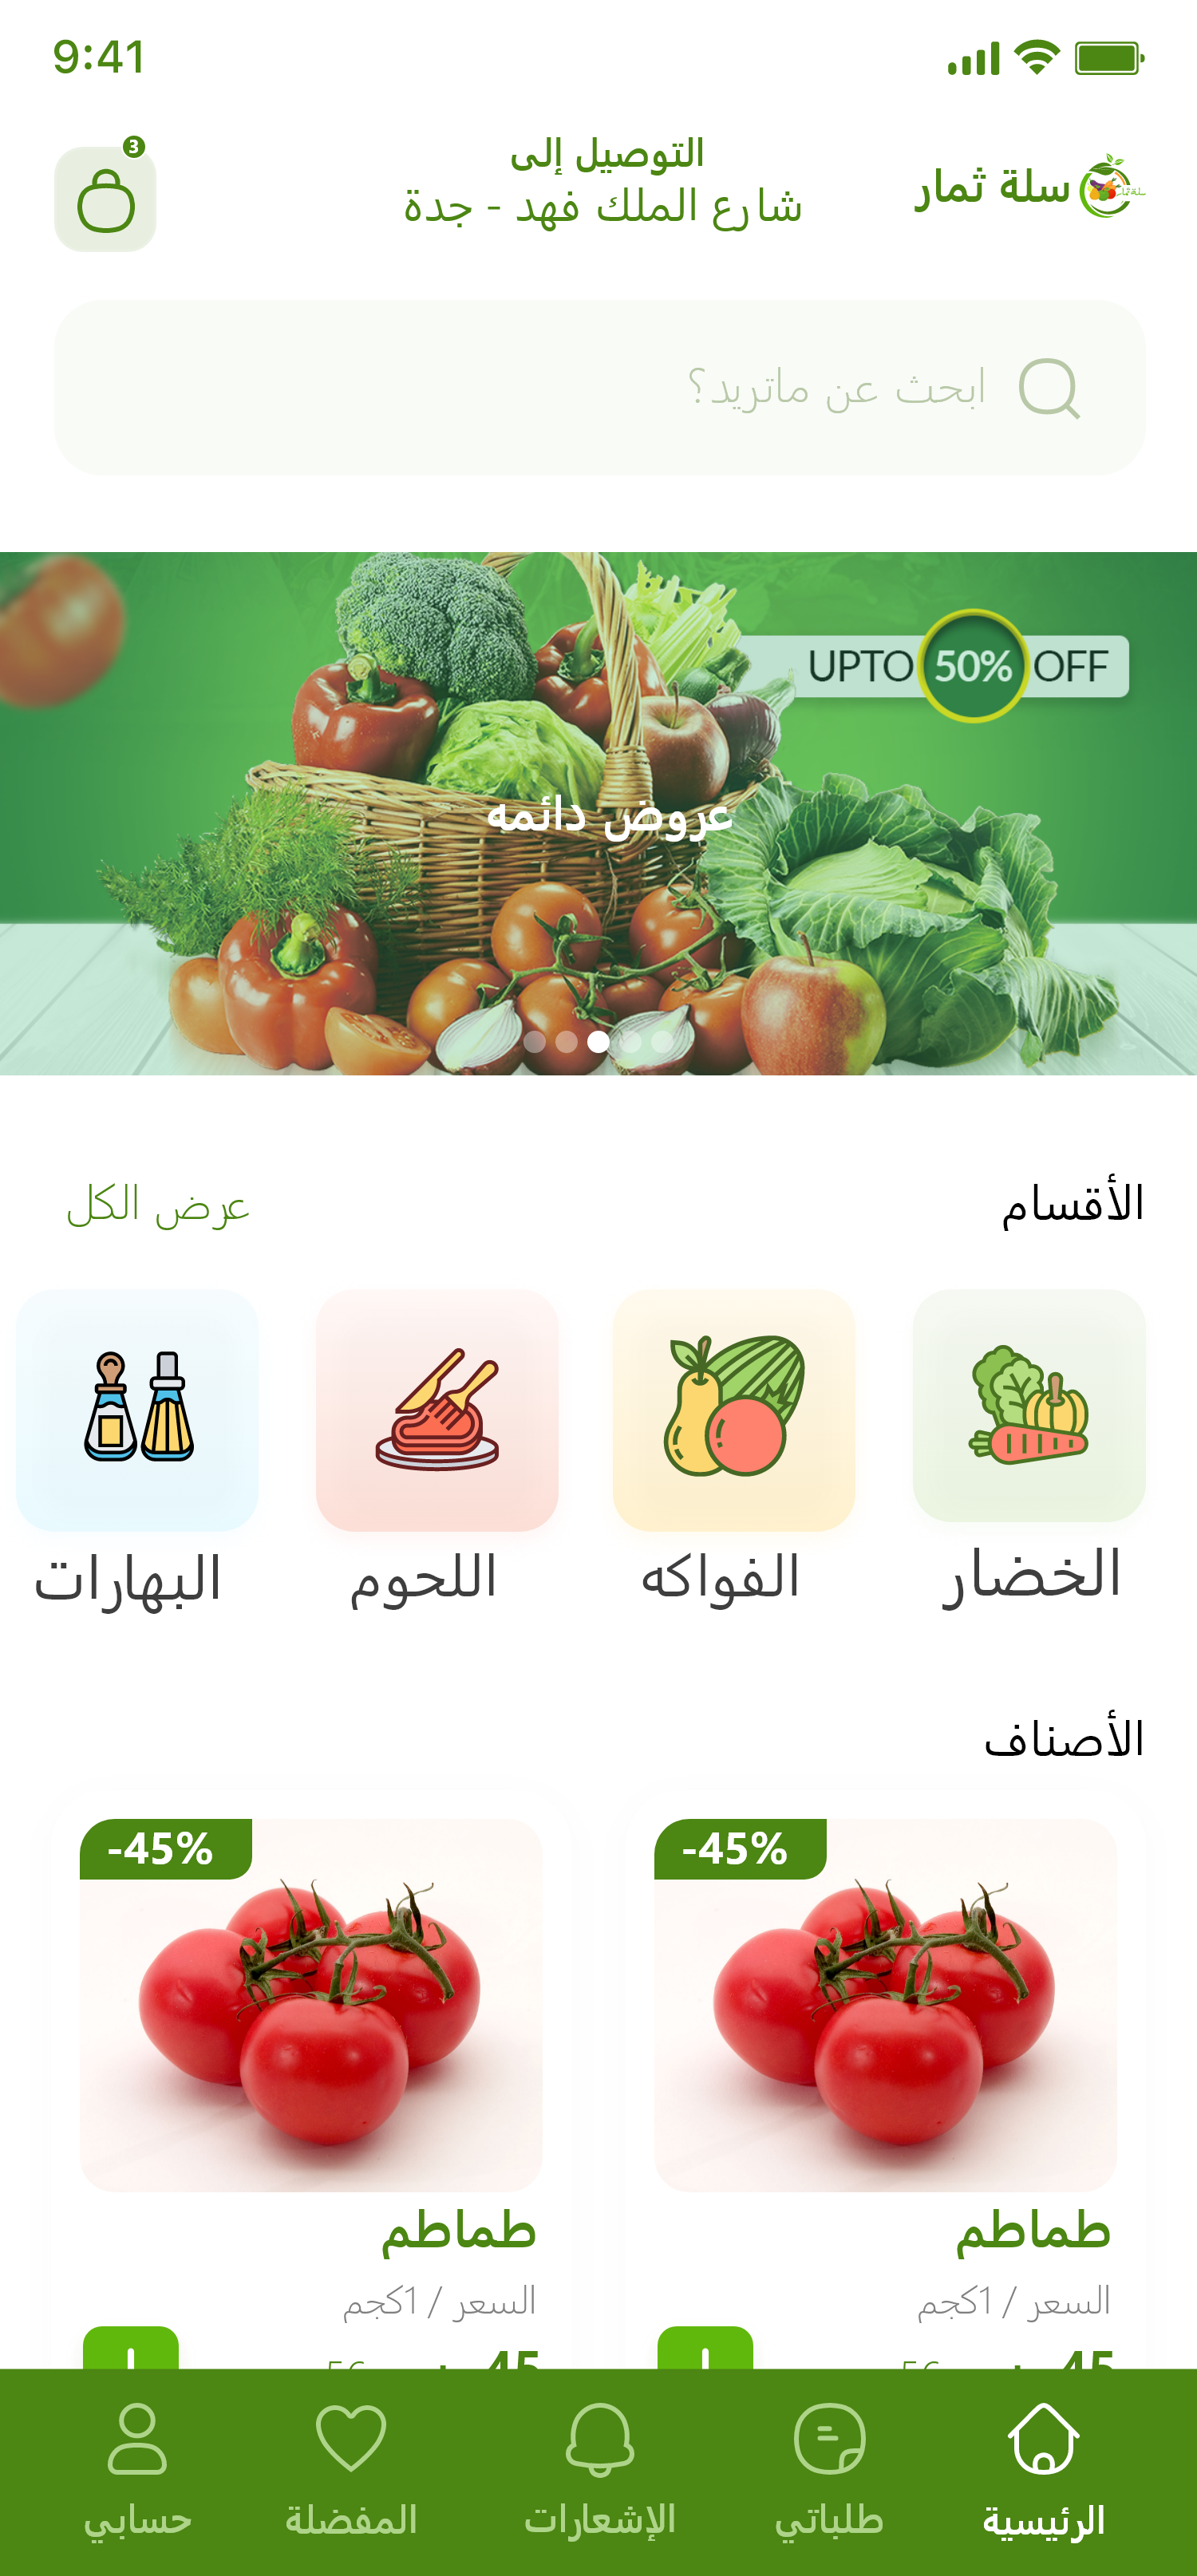 9:41
سلة ثمار
التوصيل إلى
شارع الملك فهد - جدة
3
ابحث عن ماتريد؟
UPTO 50% OFF
عروض دائمه
الأقسام
عرض الكل
الخضار
الفواكه
اللحوم
البهارات
الأصناف
-45%
-45%
طماطم
طماطم
السعر / 1كجم
السعر / 1كجم
45
45
الرئيسية
طلباتي
الإشعارات
المفضلة
حسابي